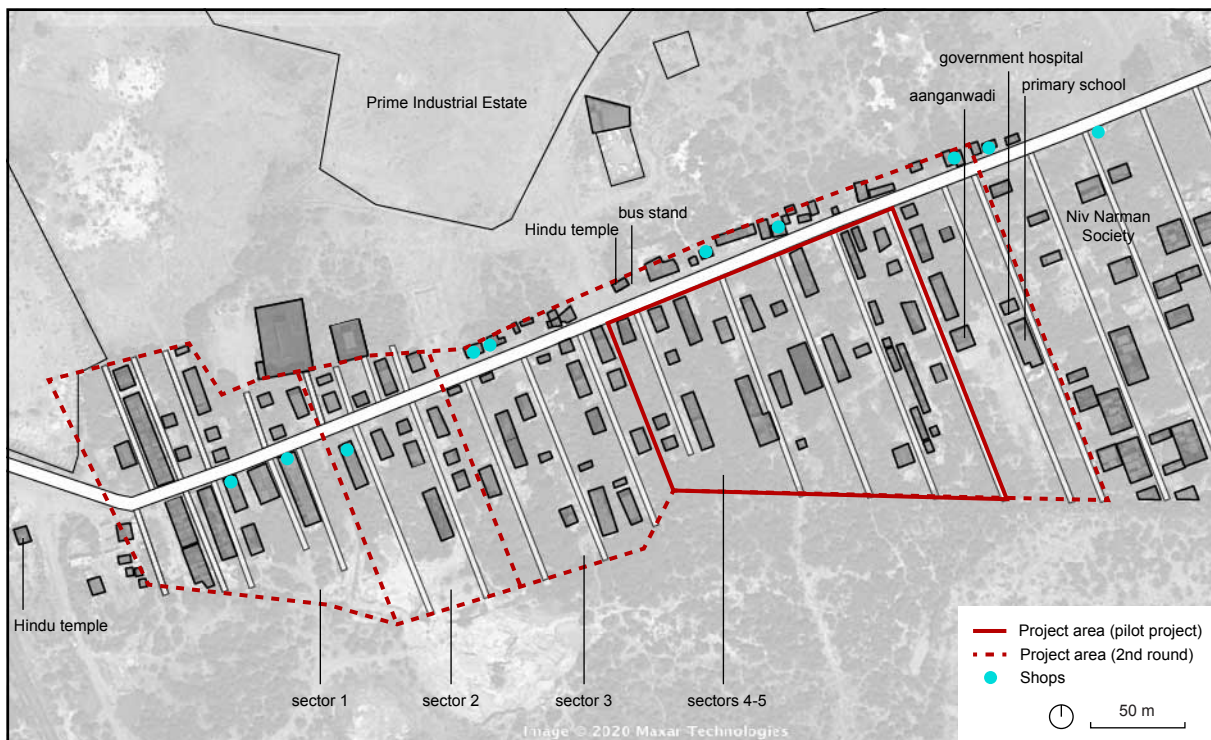 government hospital
primary school
aanganwadi
Prime Industrial Estate
bus stand
Hindu temple
Niv Narman
Society
Hindu temple
sector 1
sector 2
sector 3
sectors 4-5
Project area (pilot project)
Project area (2nd round)
Shops
50 m
Image © 2020 Maxar Technologies